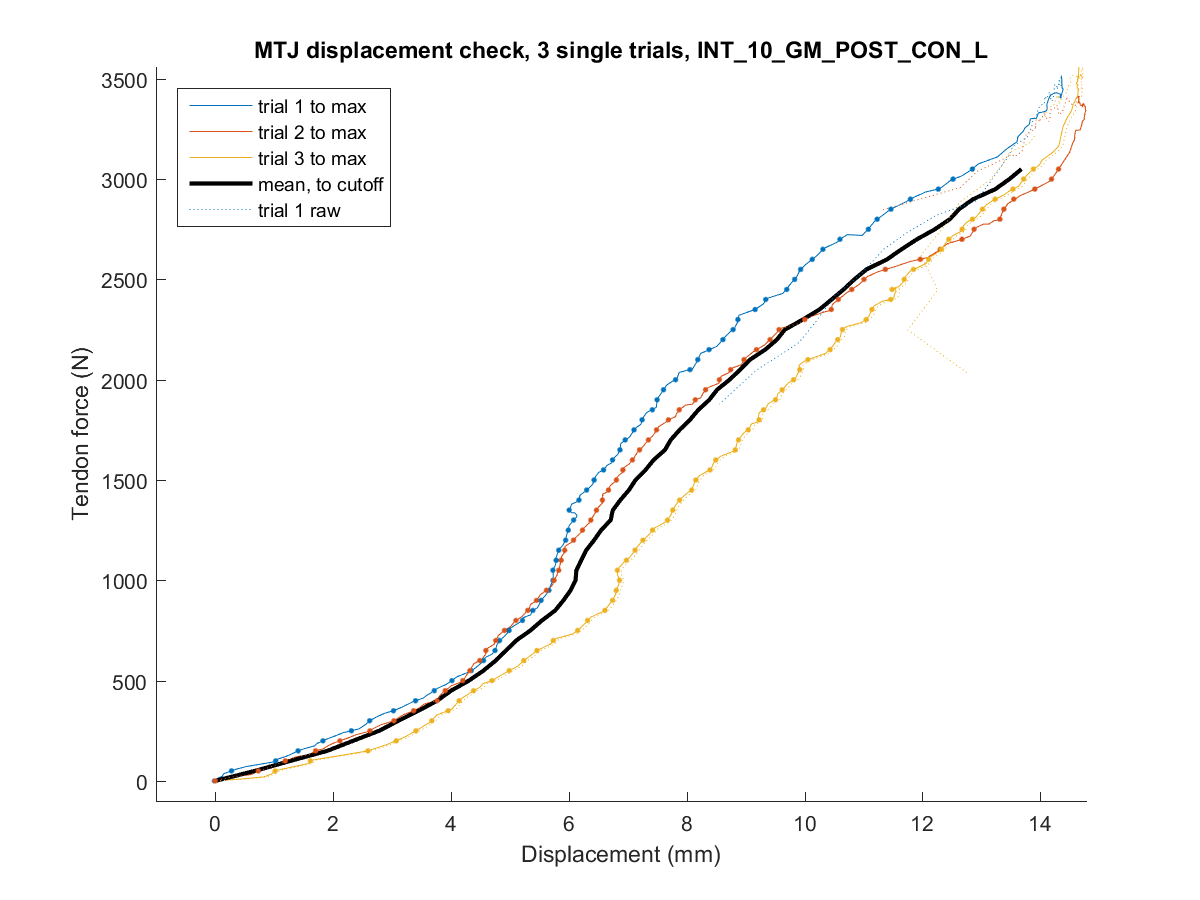 MTJ displacement check, 3 single trials, INT_10_GM_POST_CON_L
3500
3000
2500
2000
1500
1000
500
0
Tendon force (N)
trial 1 to max
trial 2 to max
trial 3 to max
mean, to cutoff
trial 1 raw
0 2 4 6 8 10 12 14
Displacement (mm)